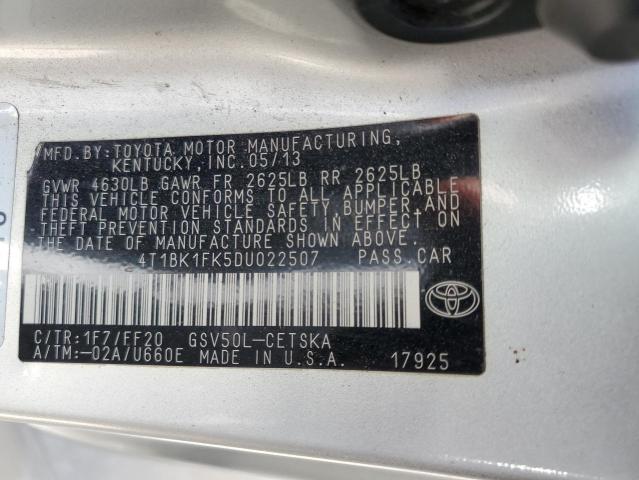 MFD.BY:TOYOTA MOTOR MANUFACTURING,
KENTUCKY, INC. 05/13
GVWR 4630LB GAWR FR 2625LB RR 2625LB
THIS VEHICLE CONFORMS TO ALL APPLICABLE
FEDERAL MOTOR VEHICLE SAFETY,BUMPER,AND
THEFT PREVENTION STANDARDS IN EFFECT ON
THE DATE OF MANUFACTURE SHOWN ABOVE.
4T1BK1FK5DU022507 PASS.CAR
C/TR:1F7/FF20 GSV50L-CETSKA
A/TM:-02A/U660E MADE IN U.S.A. 17925